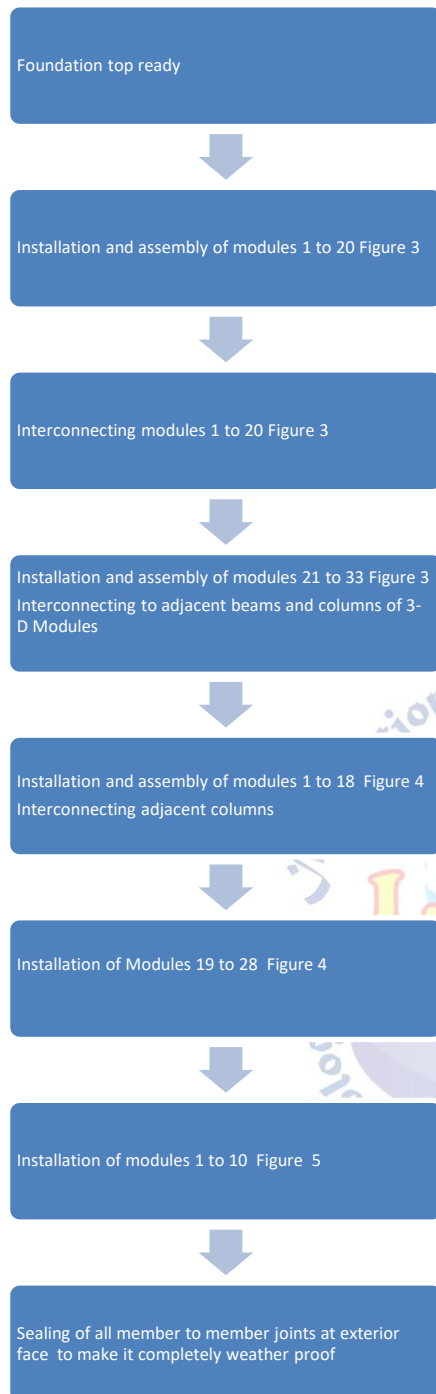 Foundation top ready
Installation and assembly of modules 1 to 20 Figure 3
Interconnecting modules 1 to 20 Figure 3
Installation and assembly of modules 21 to 33 Figure 3
Interconnecting to adjacent beams and columns of 3-
D Modules
Installation and assembly of modules 1 to 18 Figure 4
Interconnecting adjacent columns
Installation of Modules 19 to 28 Figure 4
Installation of modules 1 to 10 Figure 5
Sealing of all member to member joints at exterior
face to make it completely weather proof